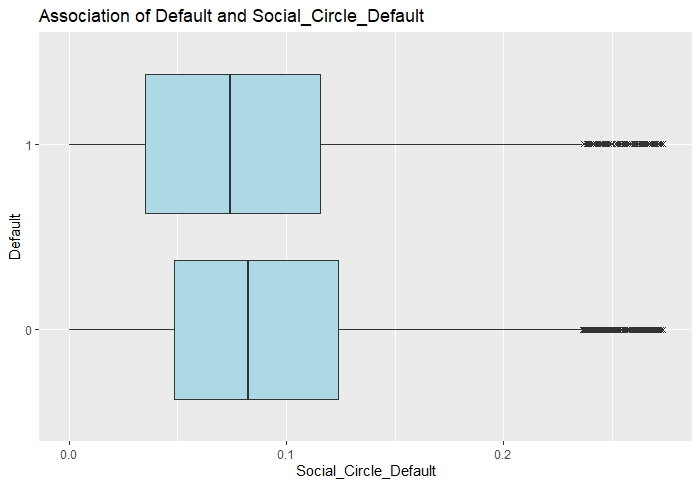 Association of Default and Social_Circle_Default
1
Default
0
0.0 0.1 0.2
Social_Circle_Default